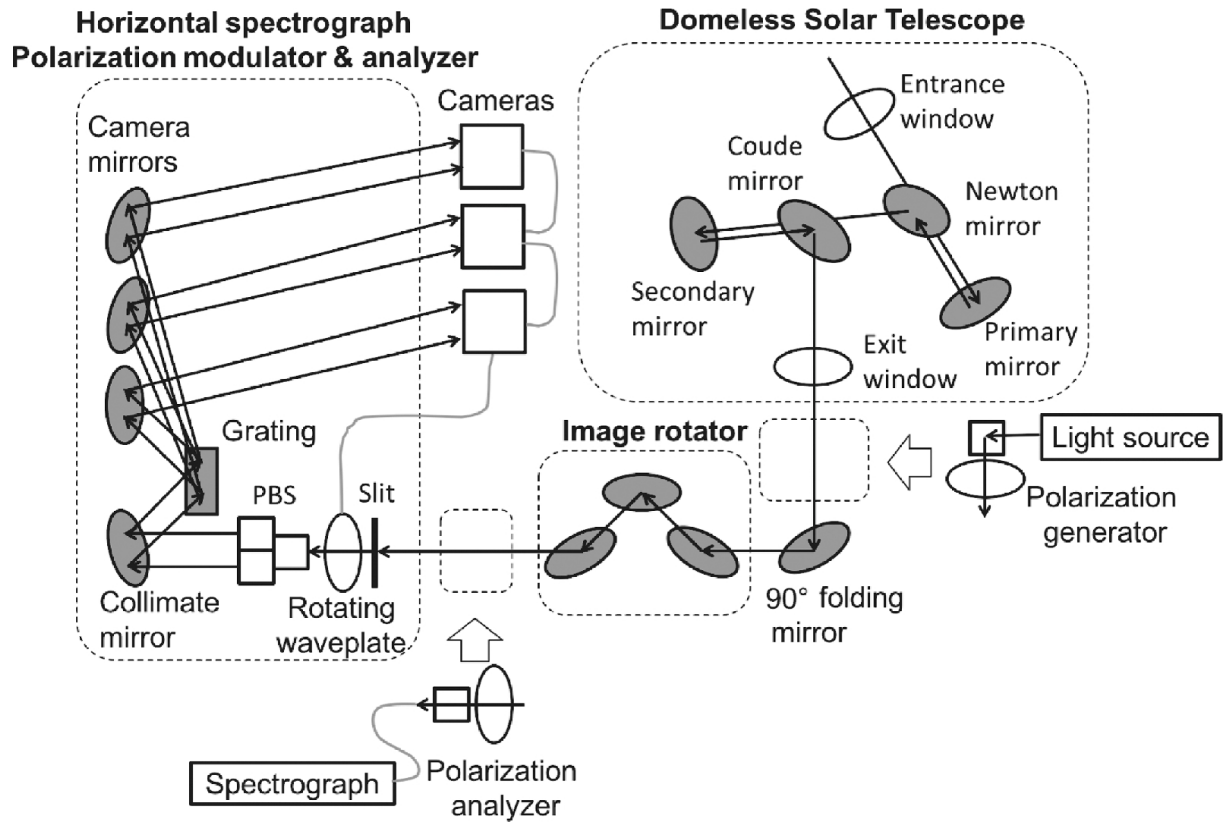 Horizontal spectrograph
Polarization modulator & analyzer
Domeless Solar Telescope
Cameras
Camera
mirrors
Entrance
window
Coude
mirror
Newton
mirror
Secondary
mirror
Primary
mirror
Exit
window
Grating
Image rotator
Light source
PBS
Slit
Polarization
generator
Collimate
mirror
Rotating
waveplate
90° folding
mirror
Spectrograph
Polarization
analyzer